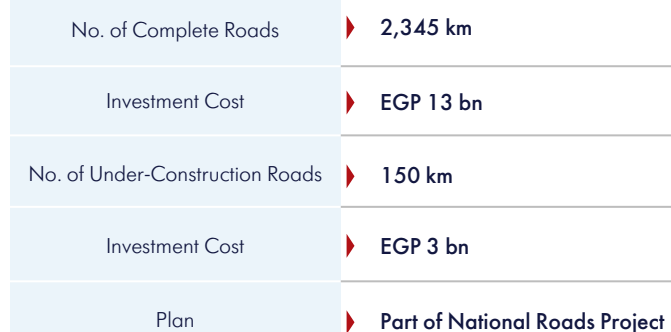 No. of Complete Roads 2,345 km
Investment Cost EGP 13 bn
No. of Under-Construction Roads 150 km
Investment Cost EGP 3 bn
Plan Part of National Roads Project